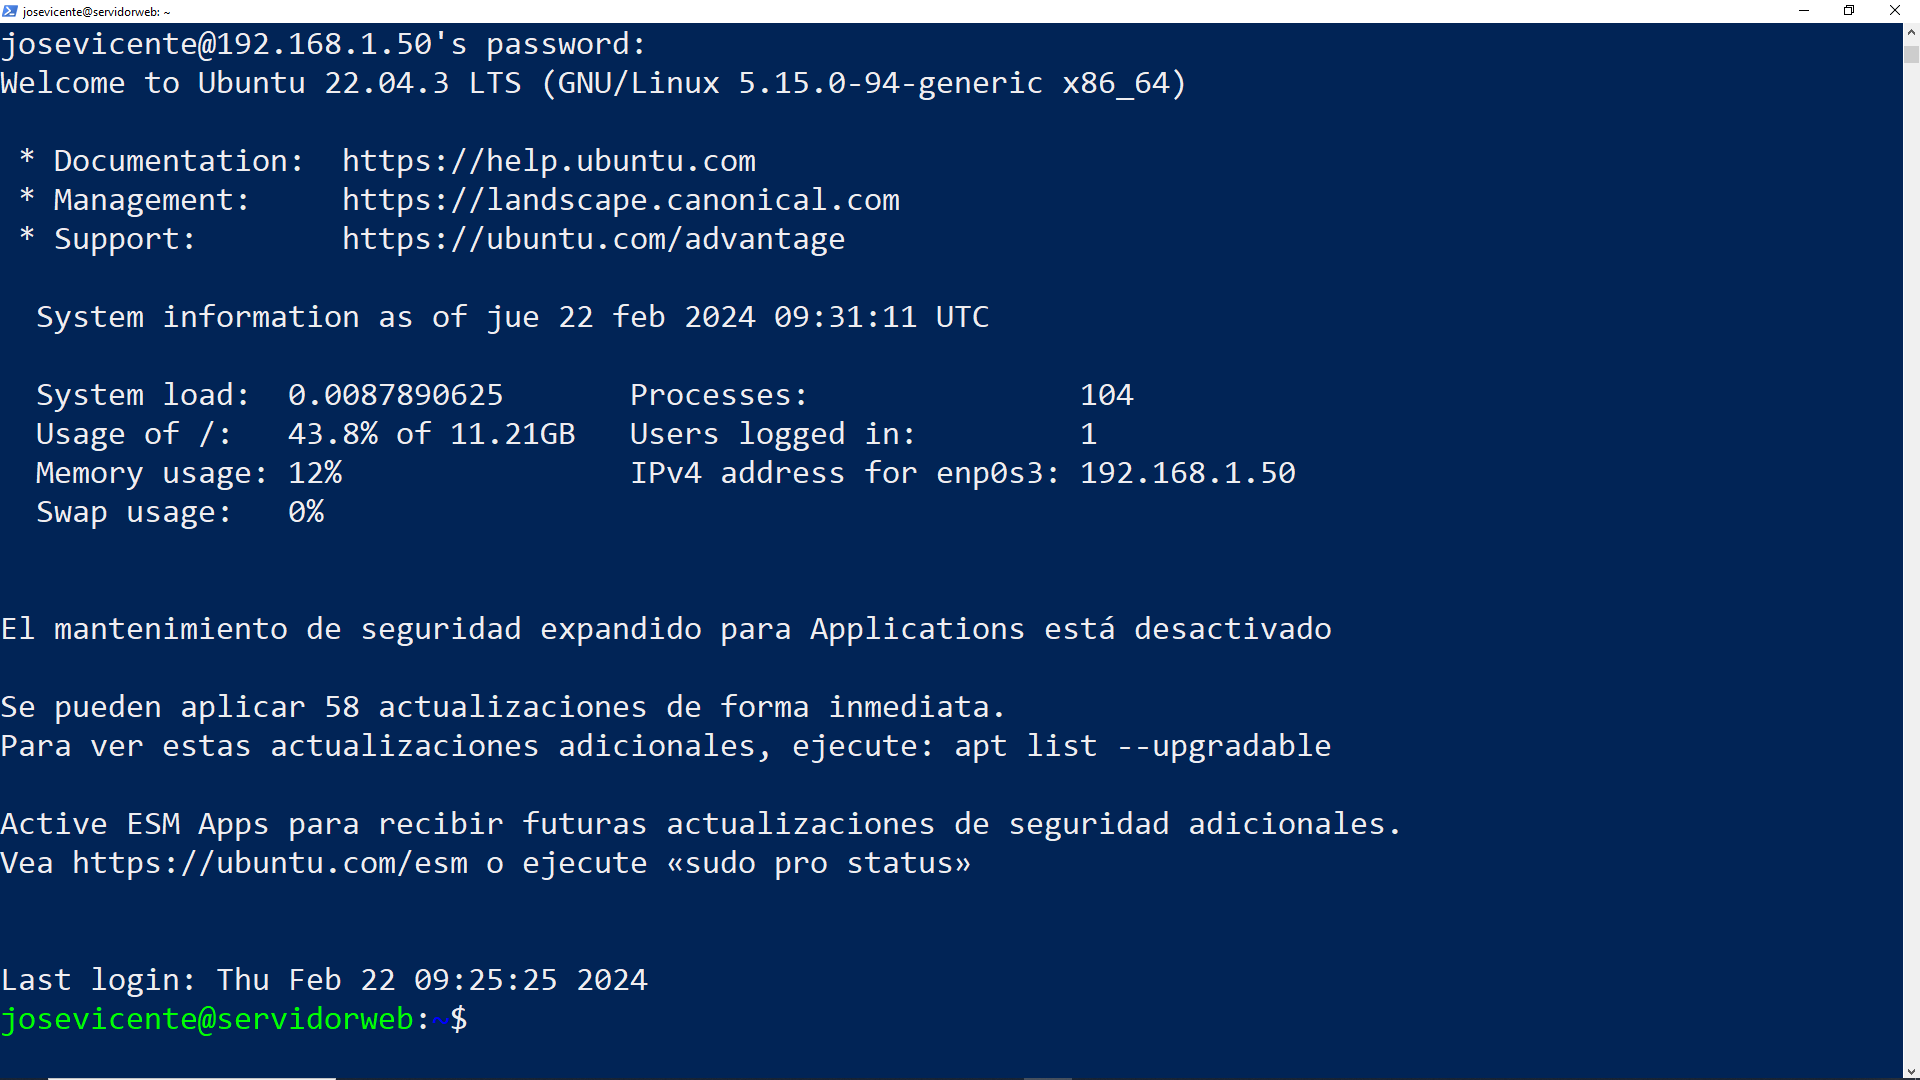 josevicente@servidorweb: ~
josevicente@192.168.1.50's password:
Welcome to Ubuntu 22.04.3 LTS (GNU/Linux 5.15.0-94-generic x86_64)
* Documentation:  https://help.ubuntu.com
* Management:     https://landscape.canonical.com
* Support:        https://ubuntu.com/advantage
System information as of jue 22 feb 2024 09:31:11 UTC
System load:  0.0087890625       Processes:               104
Usage of /:   43.8% of 11.21GB   Users logged in:         1
Memory usage: 12%                IPv4 address for enp0s3: 192.168.1.50
Swap usage:   0%
El mantenimiento de seguridad expandido para Applications está desactivado
Se pueden aplicar 58 actualizaciones de forma inmediata.
Para ver estas actualizaciones adicionales, ejecute: apt list --upgradable
Active ESM Apps para recibir futuras actualizaciones de seguridad adicionales.
Vea https://ubuntu.com/esm o ejecute «sudo pro status»
Last login: Thu Feb 22 09:25:25 2024
josevicente@servidorweb:~$